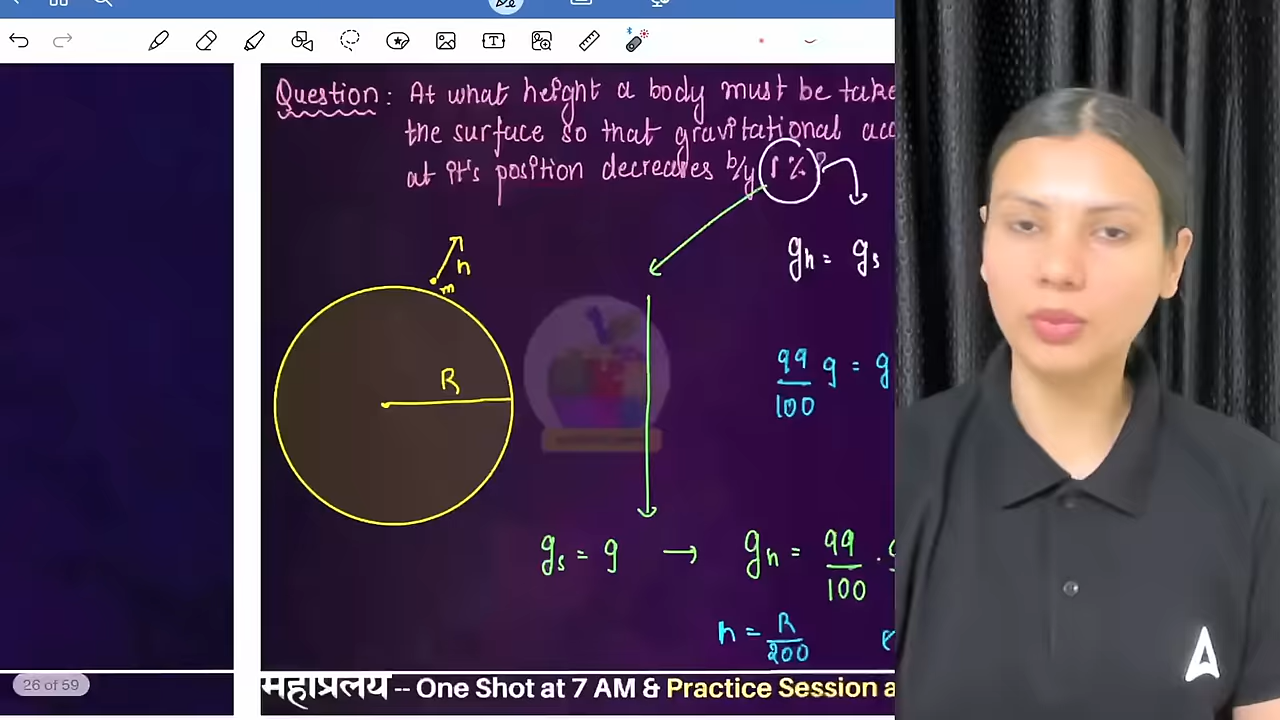 Question: At what height a body must be take
the surface so that gravitational acc
at it's position decreases b/y 1%?
h
m
gh = gs
R
99/100 g = g
gs = g → gh = 99/100 ·
h = R/200
26 of 59
महाप्रलय -- One Shot at 7 AM & Practice Session a